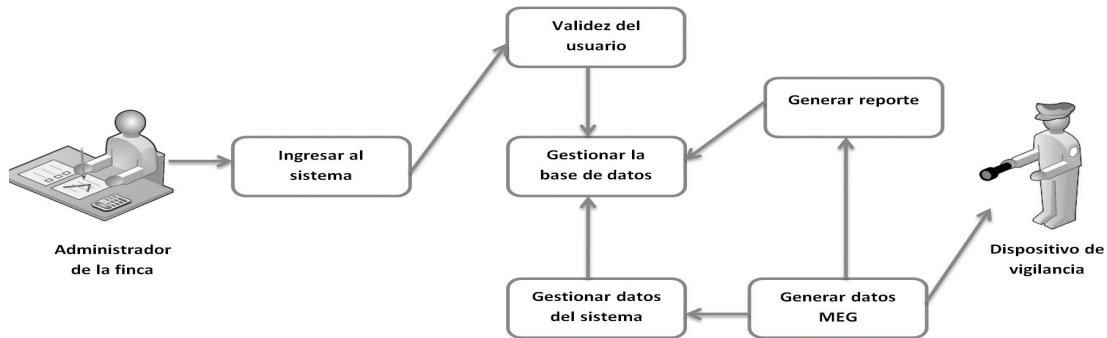 Validez del
usuario
Generar reporte
Ingresar al
sistema
Gestionar la
base de datos
Administrador
de la finca
Dispositivo de
vigilancia
Gestionar datos
del sistema
Generar datos
MEG